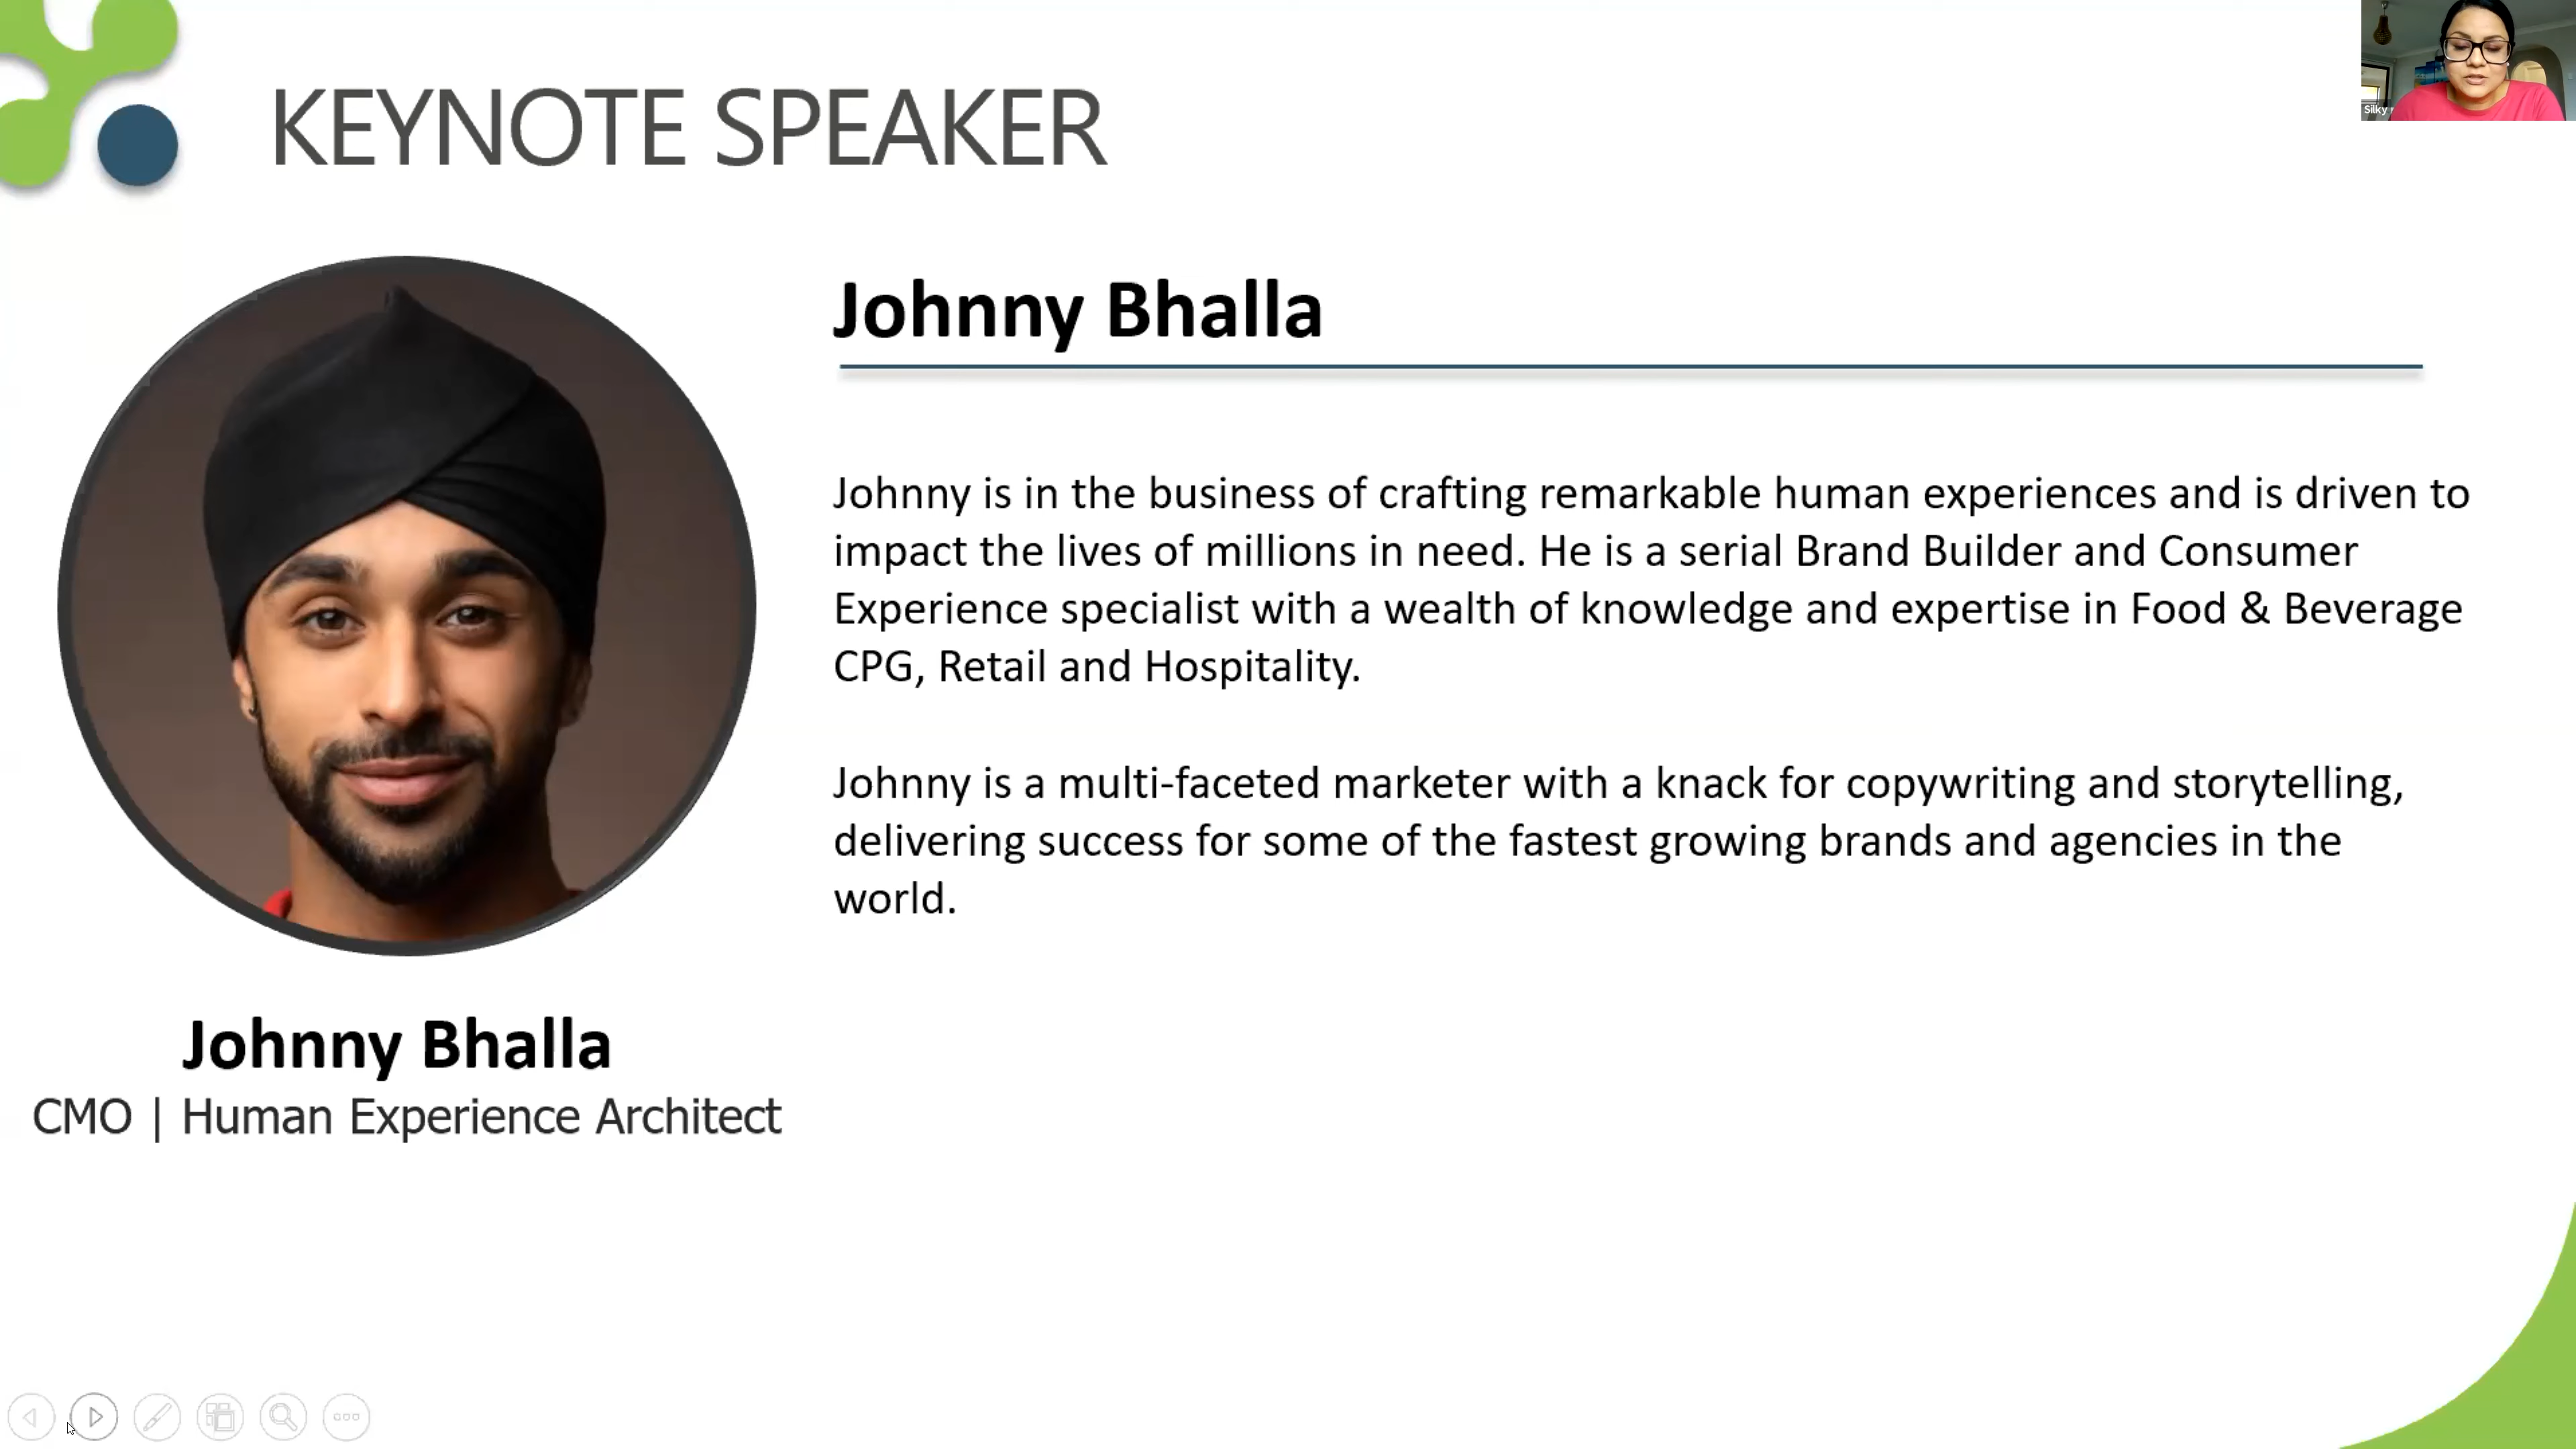 KEYNOTE SPEAKER
Silky
Johnny Bhalla
Johnny is in the business of crafting remarkable human experiences and is driven to
impact the lives of millions in need. He is a serial Brand Builder and Consumer
Experience specialist with a wealth of knowledge and expertise in Food & Beverage
CPG, Retail and Hospitality.
Johnny is a multi-faceted marketer with a knack for copywriting and storytelling,
delivering success for some of the fastest growing brands and agencies in the
world.
Johnny Bhalla
CMO | Human Experience Architect